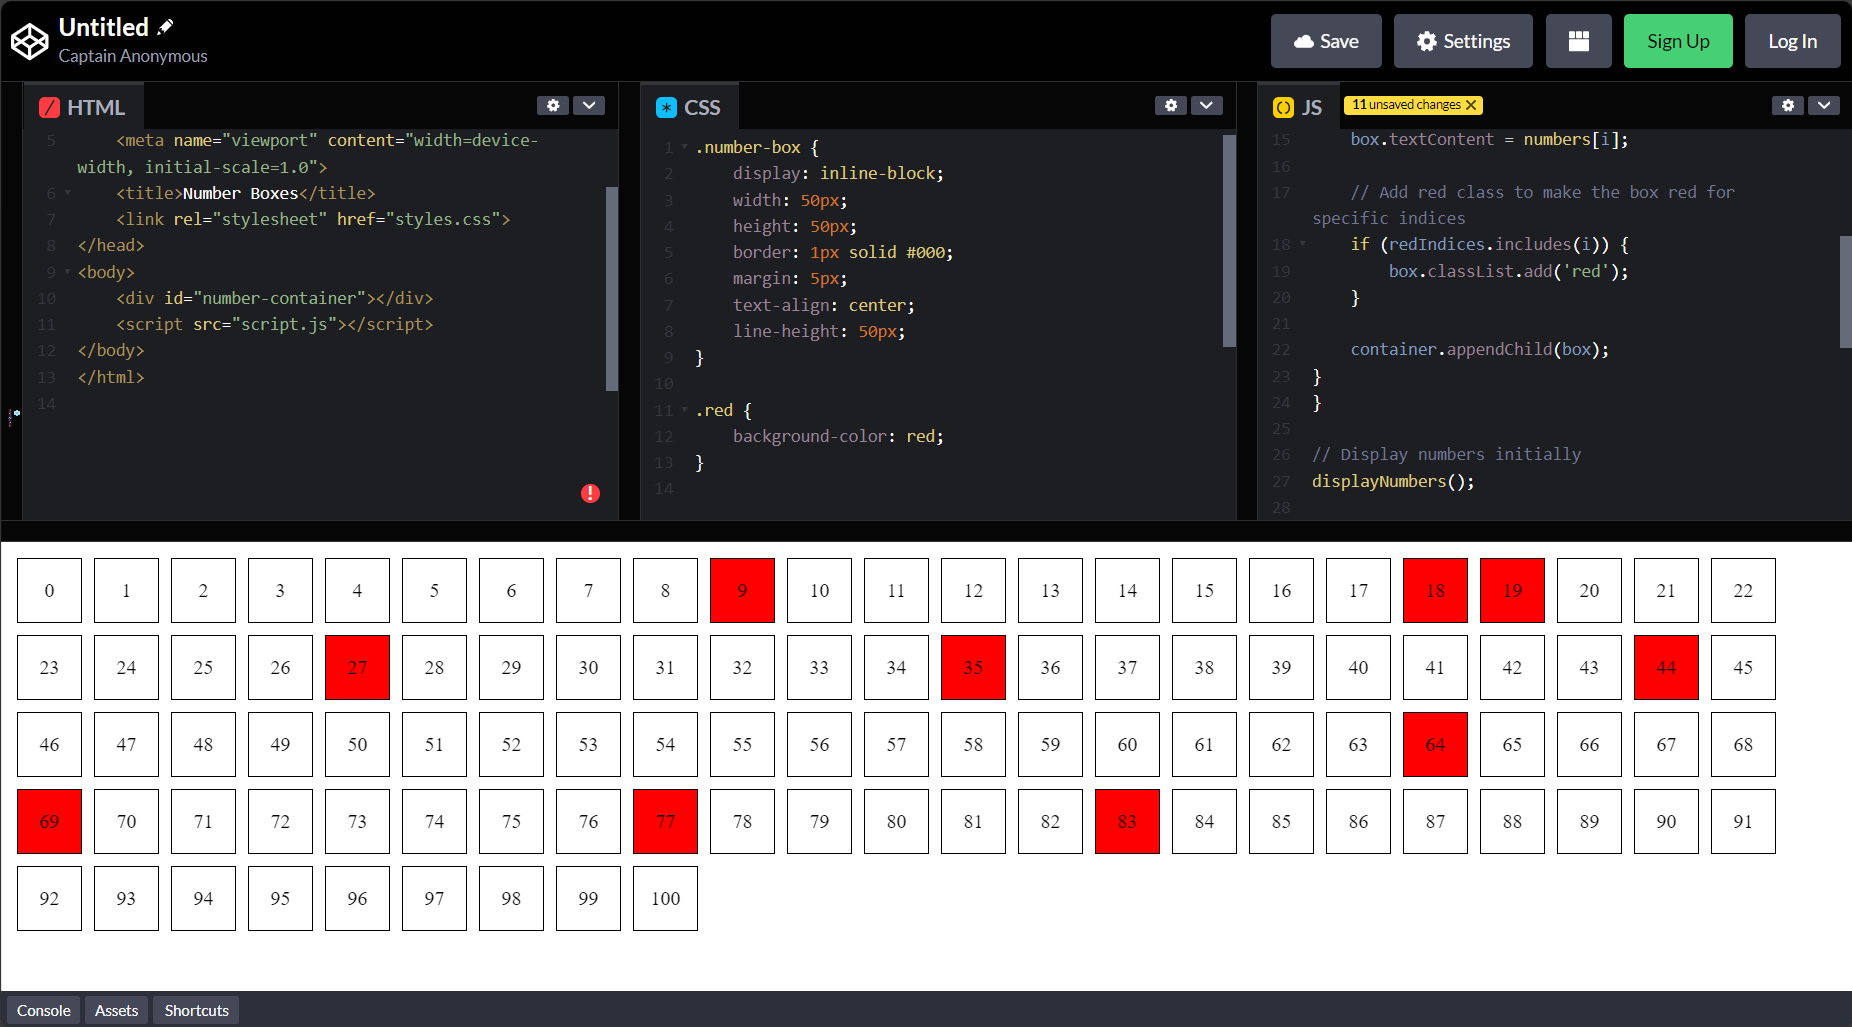 Untitled
Captain Anonymous
Save
Settings
Sign Up
Log In
HTML
5 <meta name="viewport" content="width=device-
width, initial-scale=1.0">
6 <title>Number Boxes</title>
7 <link rel="stylesheet" href="styles.css">
8 </head>
9 <body>
10 <div id="number-container"></div>
11 <script src="script.js"></script>
12 </body>
13 </html>
14
CSS
1 .number-box {
2 display: inline-block;
3 width: 50px;
4 height: 50px;
5 border: 1px solid #000;
6 margin: 5px;
7 text-align: center;
8 line-height: 50px;
9 }
10
11 .red {
12 background-color: red;
13 }
14
JS
11 unsaved changes X
15 box.textContent = numbers[i];
16
17 // Add red class to make the box red for
specific indices
18 if (redIndices.includes(i)) {
19 box.classList.add('red');
20 }
21
22 container.appendChild(box);
23 }
24 }
25
26 // Display numbers initially
27 displayNumbers();
28
0 1 2 3 4 5 6 7 8 9 10 11 12 13 14 15 16 17 18 19 20 21 22
23 24 25 26 27 28 29 30 31 32 33 34 35 36 37 38 39 40 41 42 43 44 45
46 47 48 49 50 51 52 53 54 55 56 57 58 59 60 61 62 63 64 65 66 67 68
69 70 71 72 73 74 75 76 77 78 79 80 81 82 83 84 85 86 87 88 89 90 91
92 93 94 95 96 97 98 99 100
Console Assets Shortcuts